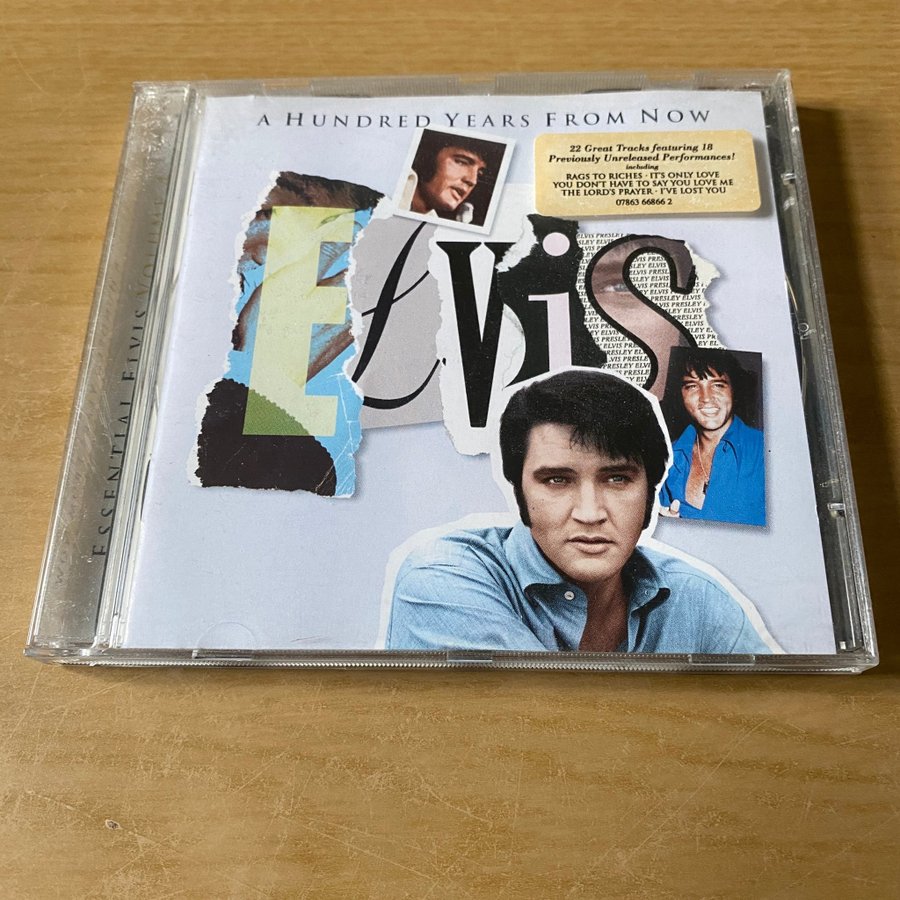 A HUNDRED YEARS FROM NOW
22 Great Tracks featuring 18
Previously Unreleased Performances!
including
RAGS TO RICHES · IT'S ONLY LOVE
YOU DON'T HAVE TO SAY YOU LOVE ME
THE LORD'S PRAYER · I'VE LOST YOU
07863 66866 2
ELViS
ESSENTIAL ELVIS VOLUME